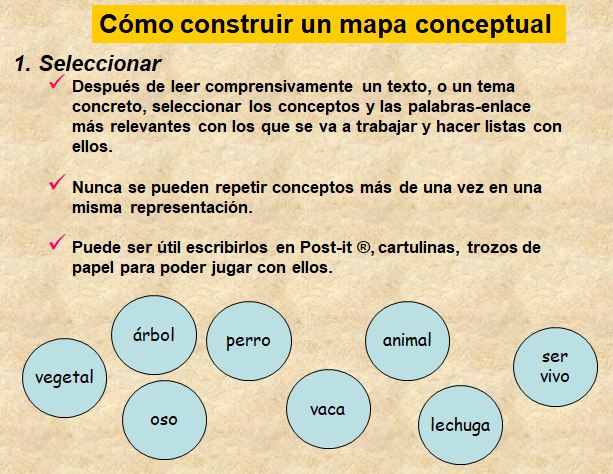 Cómo construir un mapa conceptual
1. Seleccionar
Después de leer comprensivamente un texto, o un tema
concreto, seleccionar los conceptos y las palabras-enlace
más relevantes con los que se va a trabajar y hacer listas con
ellos.
Nunca se pueden repetir conceptos más de una vez en una
misma representación.
Puede ser útil escribirlos en Post-it ®, cartulinas, trozos de
papel para poder jugar con ellos.
árbol
perro
animal
ser
vivo
vegetal
oso
vaca
lechuga